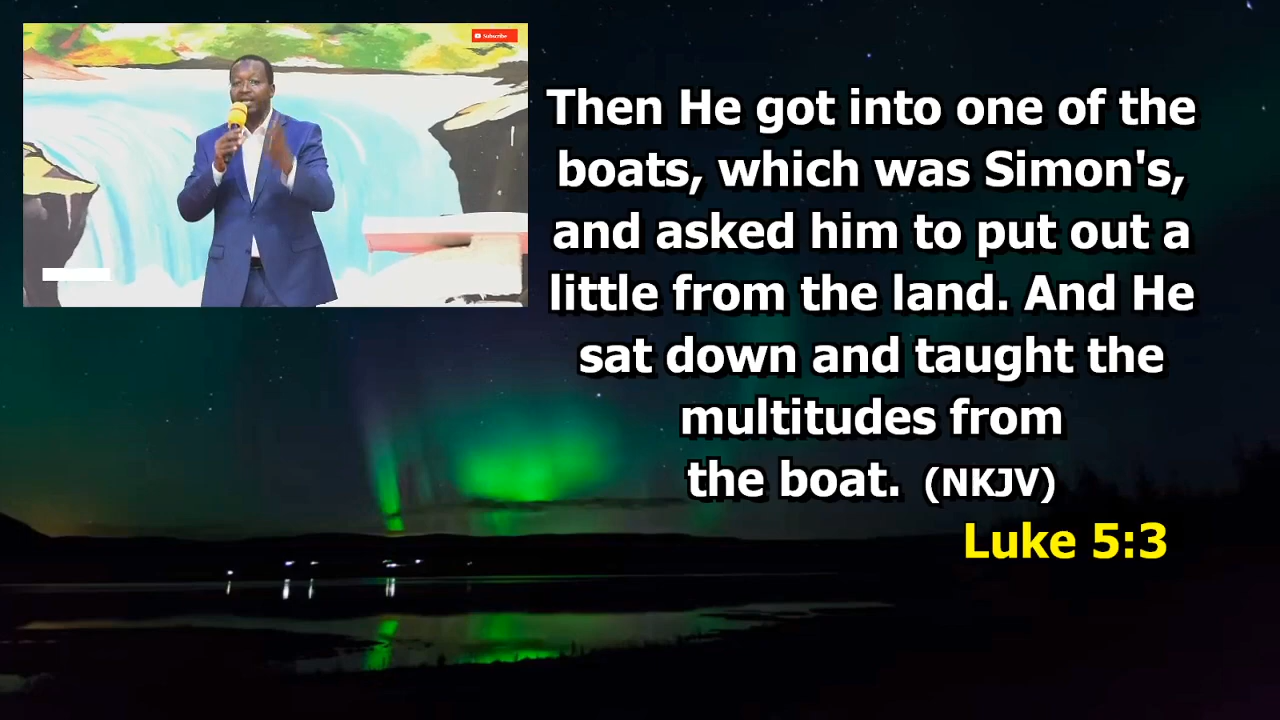 Subscribe
Then He got into one of the
boats, which was Simon's,
and asked him to put out a
little from the land. And He
sat down and taught the
multitudes from
the boat. (NKJV)
Luke 5:3